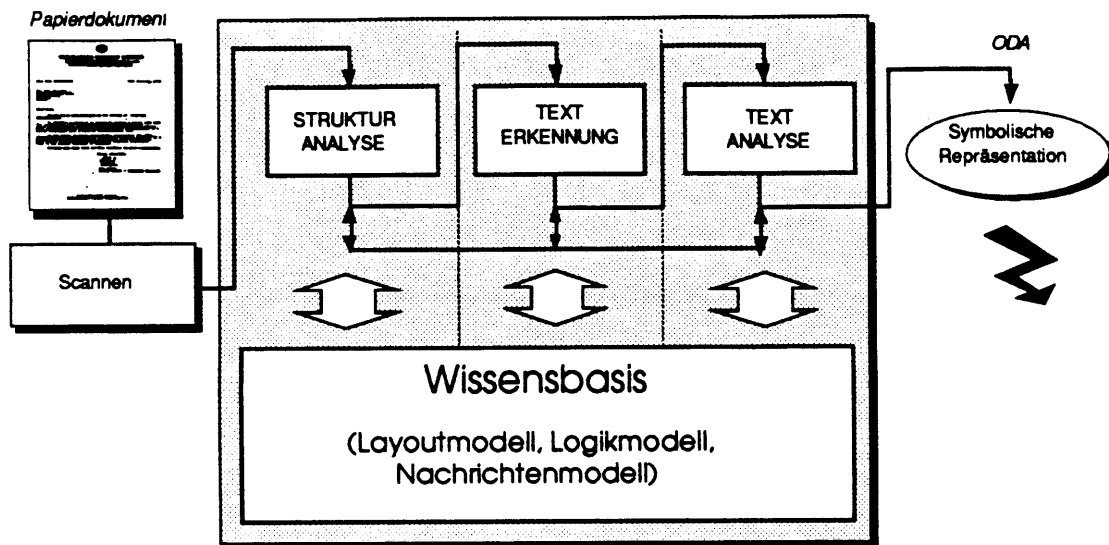 Papierdokument
Scannen
STRUKTUR
ANALYSE
TEXT
ERKENNUNG
TEXT
ANALYSE
ODA
Symbolische
Repräsentation
Wissensbasis
(Layoutmodell, Logikmodell,
Nachrichtenmodell)